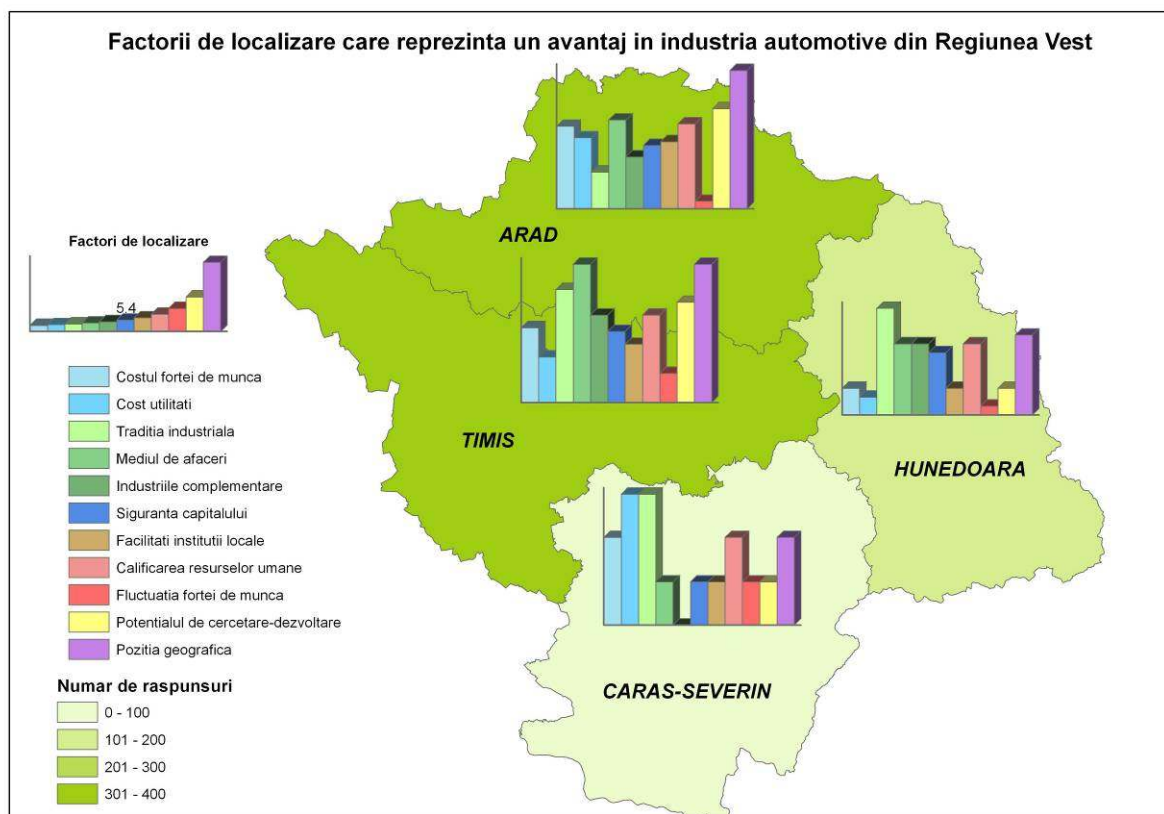 Factorii de localizare care reprezinta un avantaj in industria automotive din Regiunea Vest
ARAD
Factori de localizare
5.4
Costul fortei de munca
Cost utilitati
Traditia industriala
Mediul de afaceri
Industriile complementare
Siguranta capitalului
Facilitati institutii locale
Calificarea resurselor umane
Fluctuatia fortei de munca
Potentialul de cercetare-dezvoltare
Pozitia geografica
TIMIS
HUNEDOARA
CARAS-SEVERIN
Numar de raspunsuri
0 - 100
101 - 200
201 - 300
301 - 400